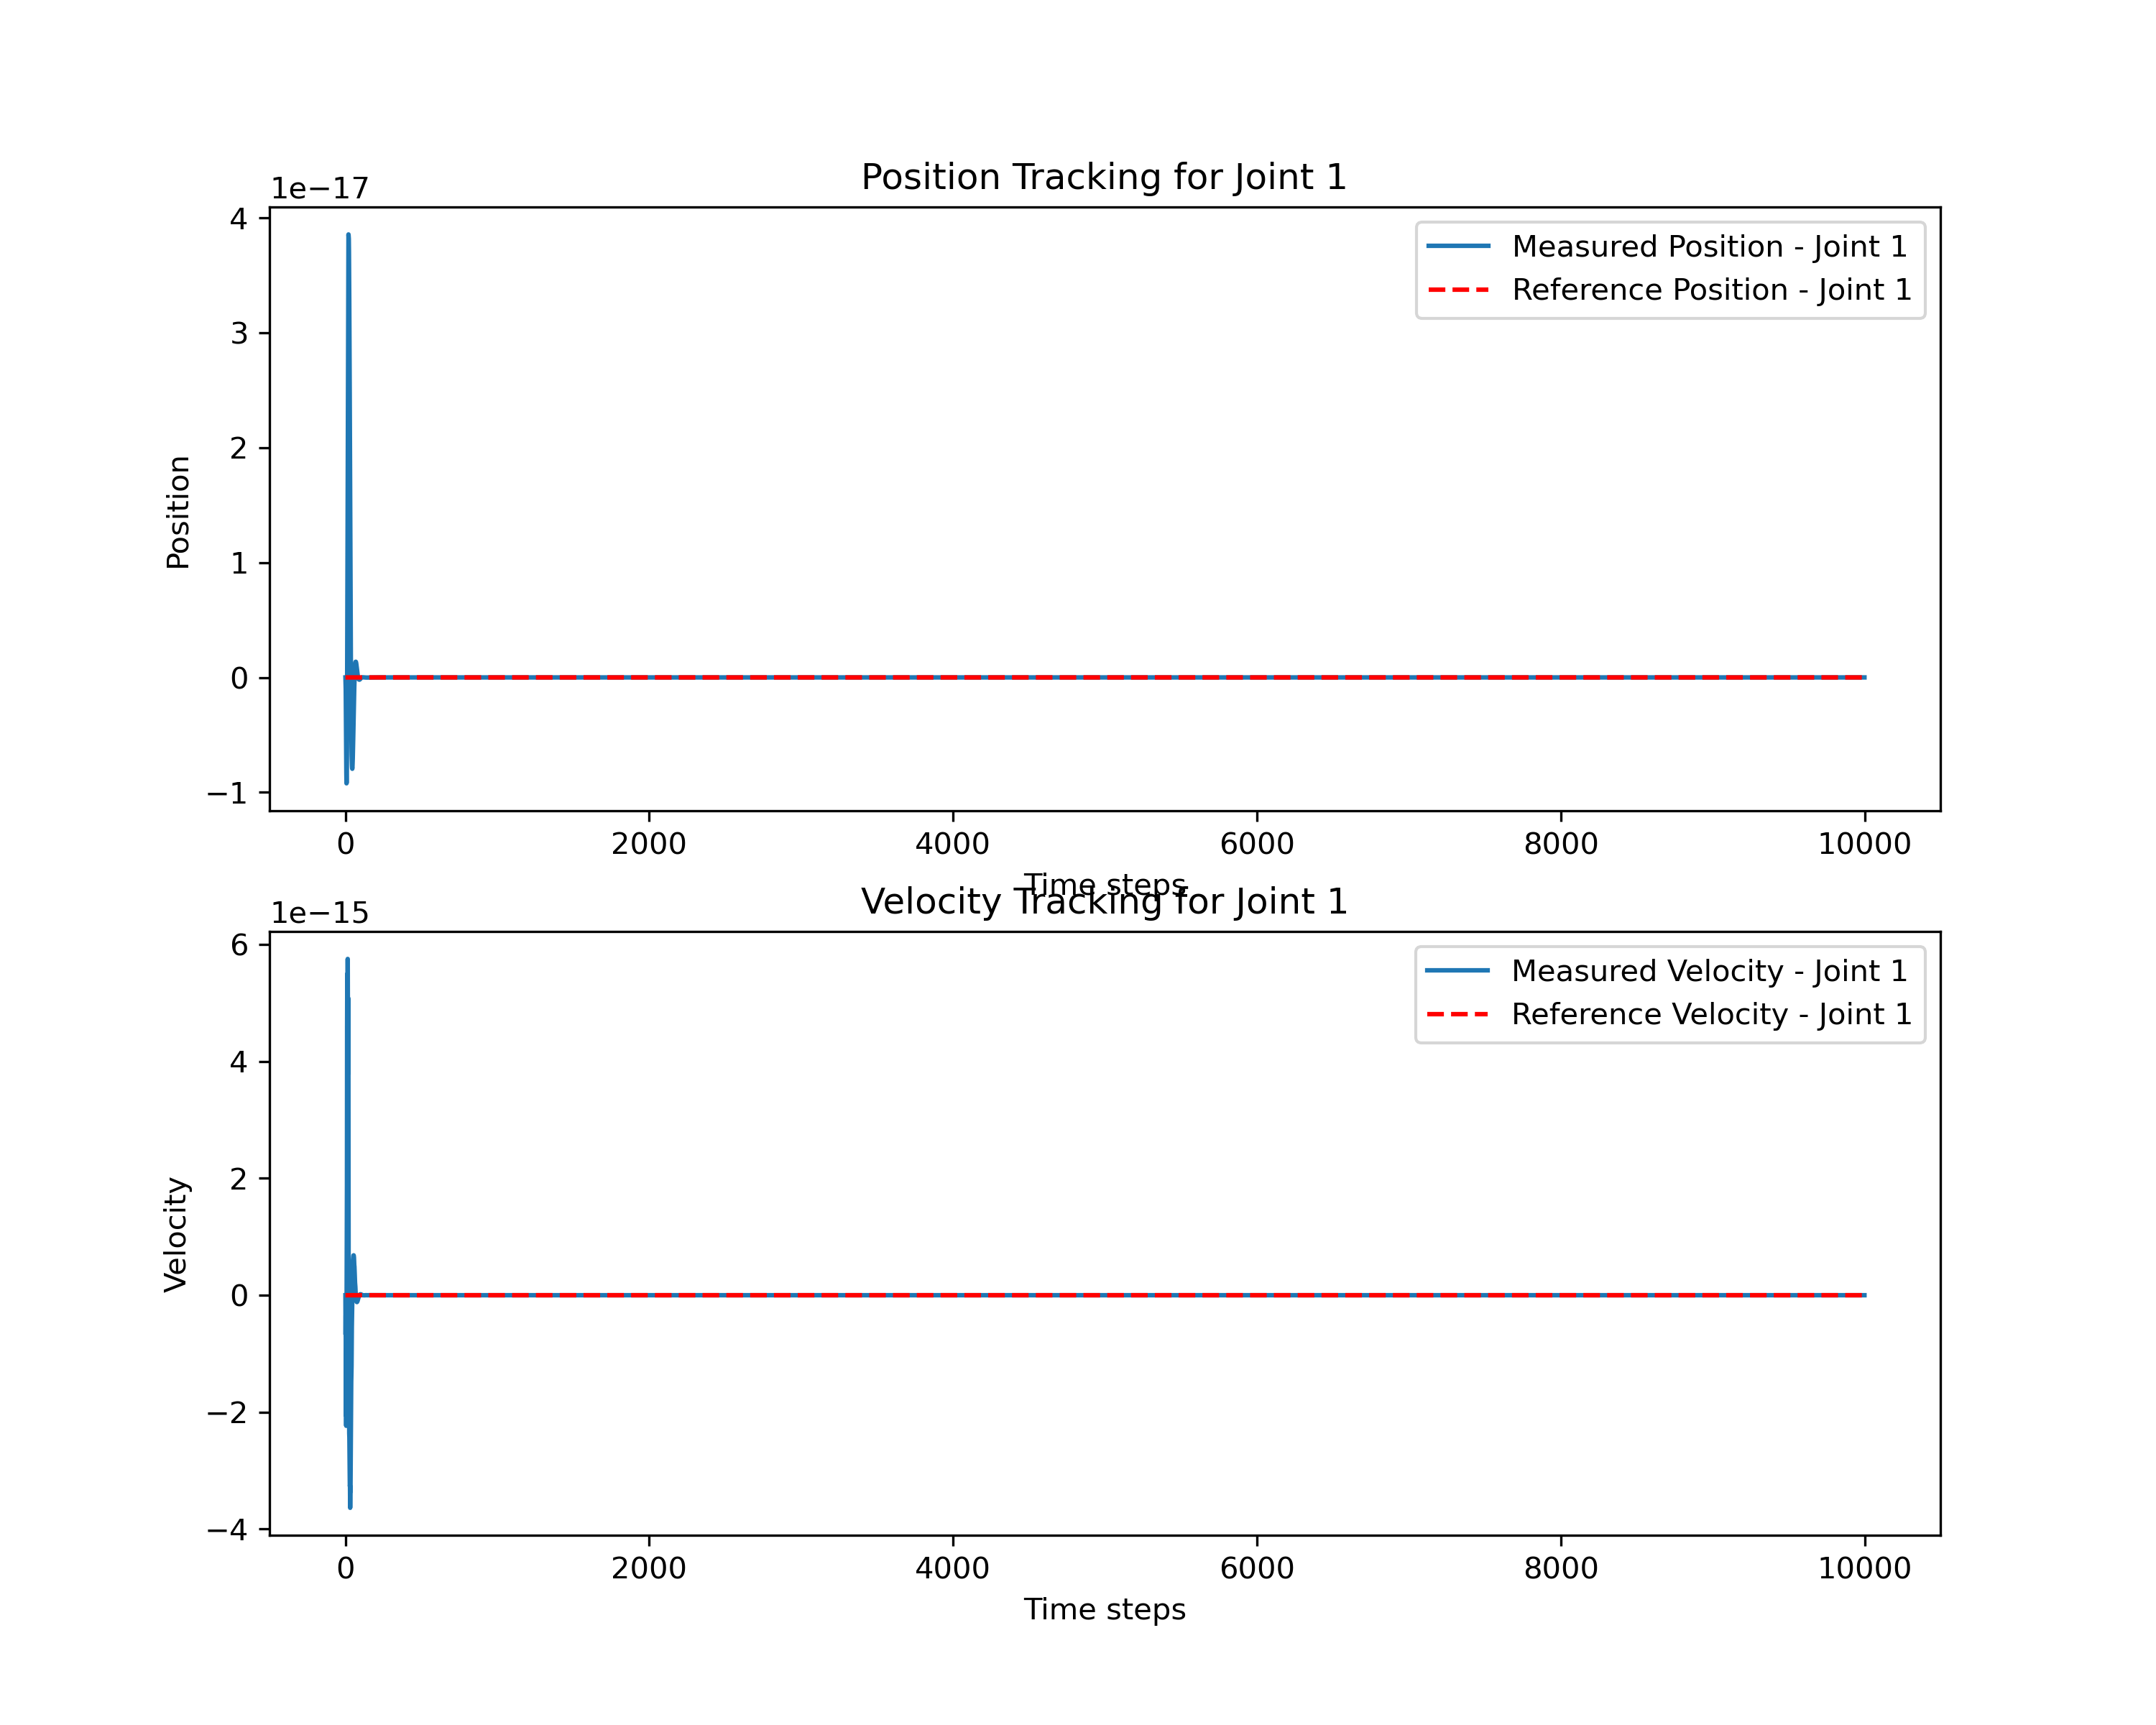 Position Tracking for Joint 1
1e−17
4
3
2
1
0
−1
Position
Measured Position - Joint 1
Reference Position - Joint 1
0 2000 4000 6000 8000 10000
Time steps
Velocity Tracking for Joint 1
1e−15
6
4
2
0
−2
−4
Velocity
Measured Velocity - Joint 1
Reference Velocity - Joint 1
0 2000 4000 6000 8000 10000
Time steps